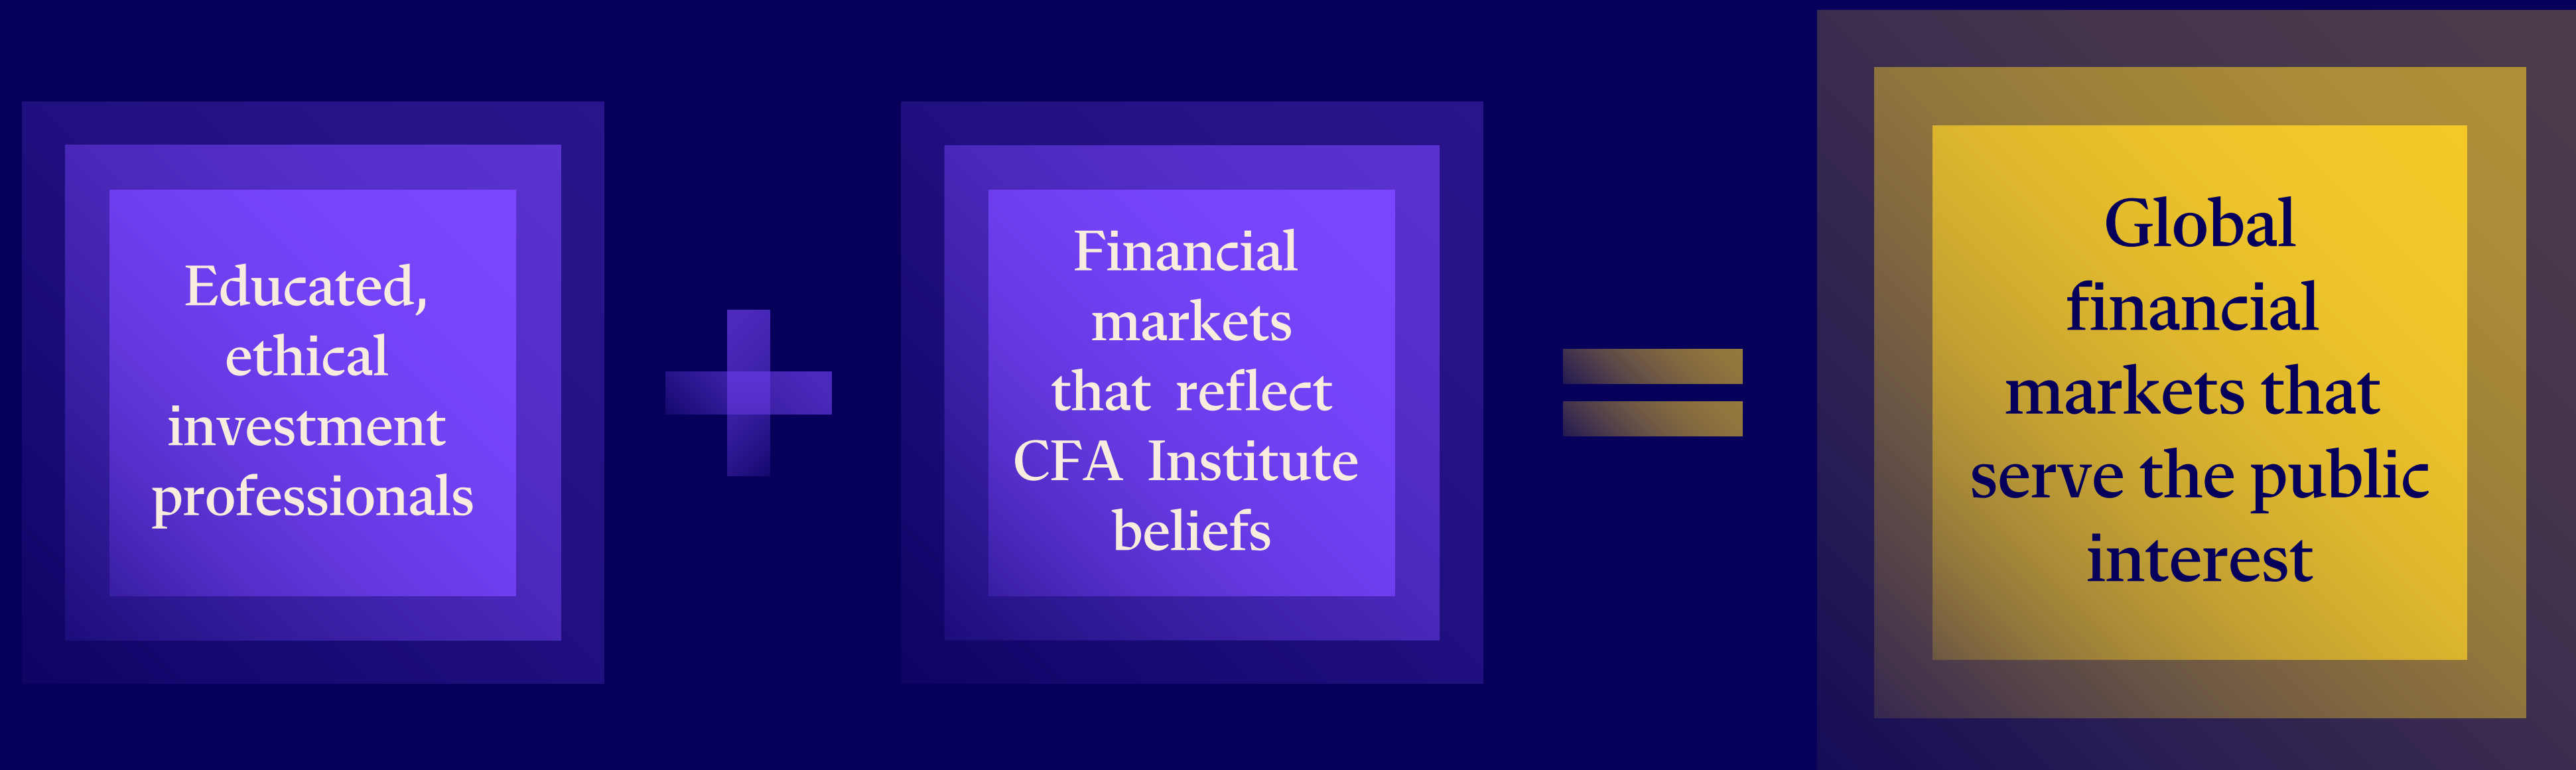 Educated,
ethical
investment
professionals
+
Financial
markets
that reflect
CFA Institute
beliefs
=
Global
financial
markets that
serve the public
interest